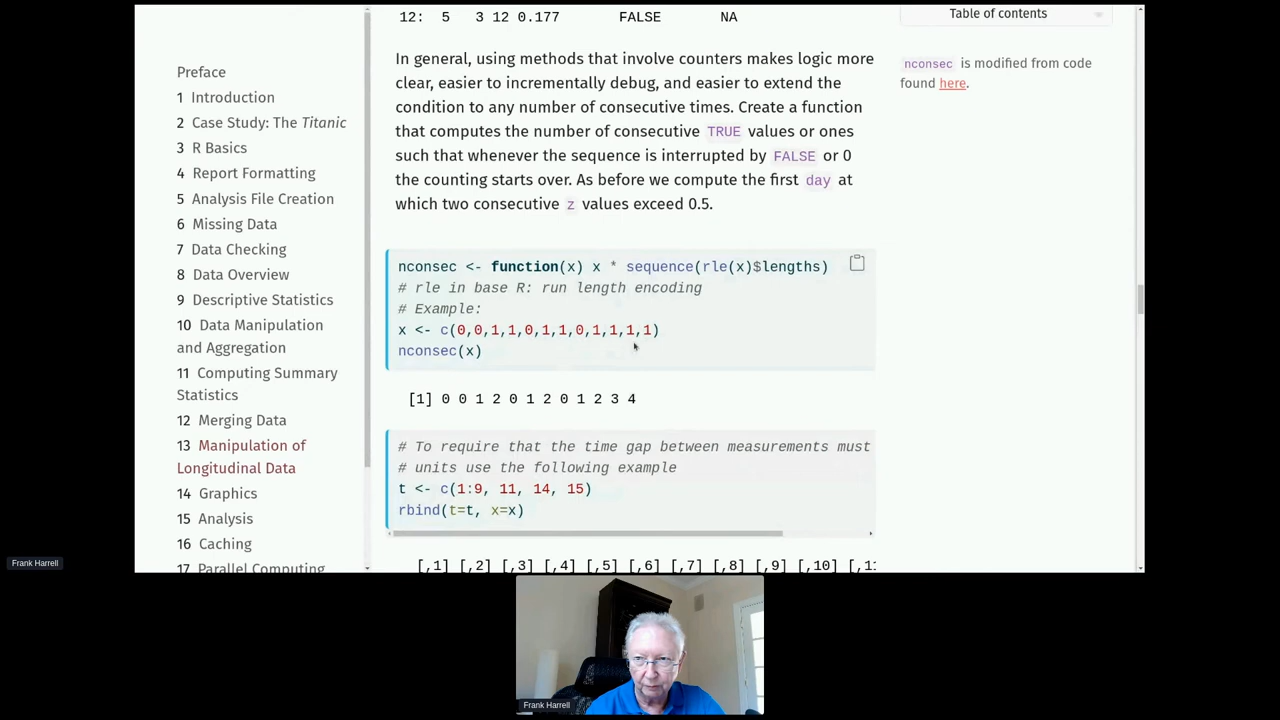 12:  5   3 12 0.177       FALSE       NA
Table of contents
In general, using methods that involve counters makes logic more
clear, easier to incrementally debug, and easier to extend the
condition to any number of consecutive times. Create a function
that computes the number of consecutive TRUE values or ones
such that whenever the sequence is interrupted by FALSE or 0
the counting starts over. As before we compute the first day at
which two consecutive z values exceed 0.5.
nconsec is modified from code
found here.
Preface
1 Introduction
2 Case Study: The Titanic
3 R Basics
4 Report Formatting
5 Analysis File Creation
6 Missing Data
7 Data Checking
8 Data Overview
9 Descriptive Statistics
10 Data Manipulation
and Aggregation
11 Computing Summary
Statistics
12 Merging Data
13 Manipulation of
Longitudinal Data
14 Graphics
15 Analysis
16 Caching
17 Parallel Computing
nconsec <- function(x) x * sequence(rle(x)$lengths)
# rle in base R: run length encoding
# Example:
x <- c(0,0,1,1,0,1,1,0,1,1,1,1)
nconsec(x)
[1] 0 0 1 2 0 1 2 0 1 2 3 4
# To require that the time gap between measurements must
# units use the following example
t <- c(1:9, 11, 14, 15)
rbind(t=t, x=x)
[,1] [,2] [,3] [,4] [,5] [,6] [,7] [,8] [,9] [,10] [,11
Frank Harrell
Frank Harrell